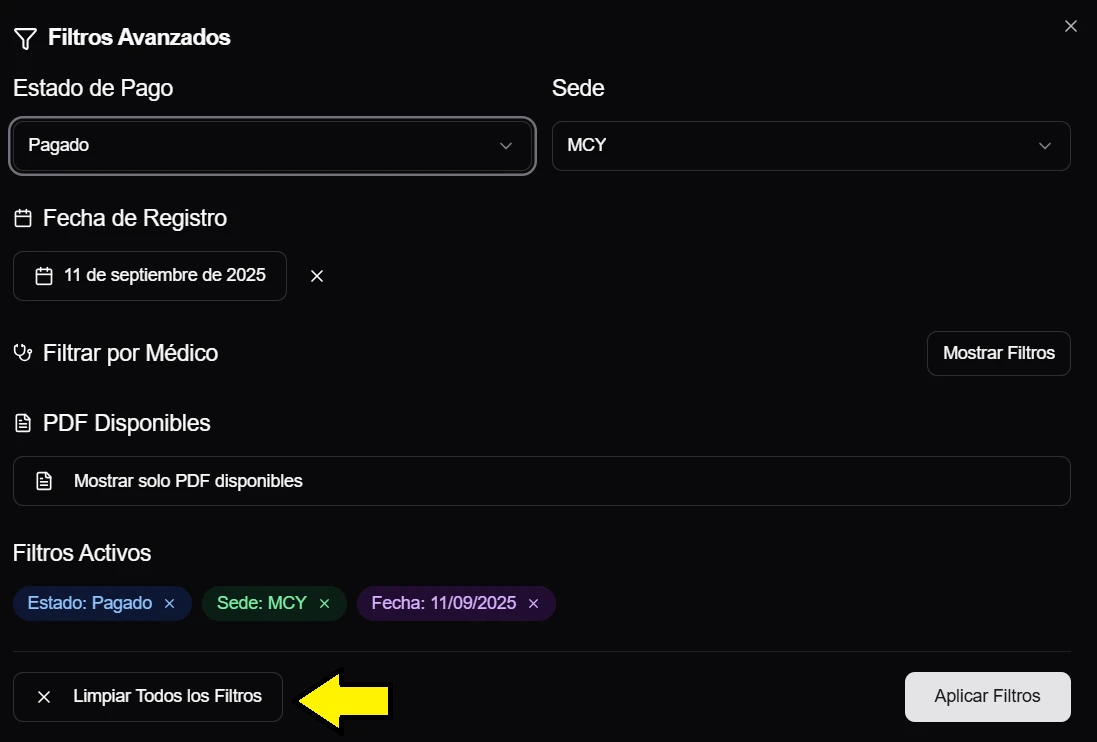 Filtros Avanzados
Estado de Pago
Sede
Pagado
MCY
Fecha de Registro
11 de septiembre de 2025
Filtrar por Médico
Mostrar Filtros
PDF Disponibles
Mostrar solo PDF disponibles
Filtros Activos
Estado: Pagado
Sede: MCY
Fecha: 11/09/2025
Limpiar Todos los Filtros
Aplicar Filtros